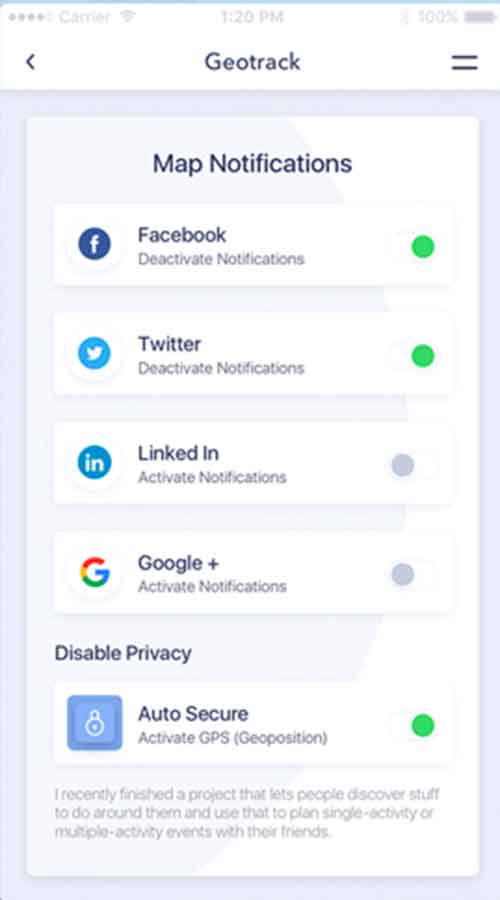 Carrier 1:20 PM 100%
Geotrack
Map Notifications
f Facebook
Deactivate Notifications
Twitter
Deactivate Notifications
in Linked In
Activate Notifications
G Google +
Activate Notifications
Disable Privacy
Auto Secure
Activate GPS (Geoposition)
I recently finished a project that lets people discover stuff
to do around them and use that to plan single-activity or
multiple-activity events with their friends.